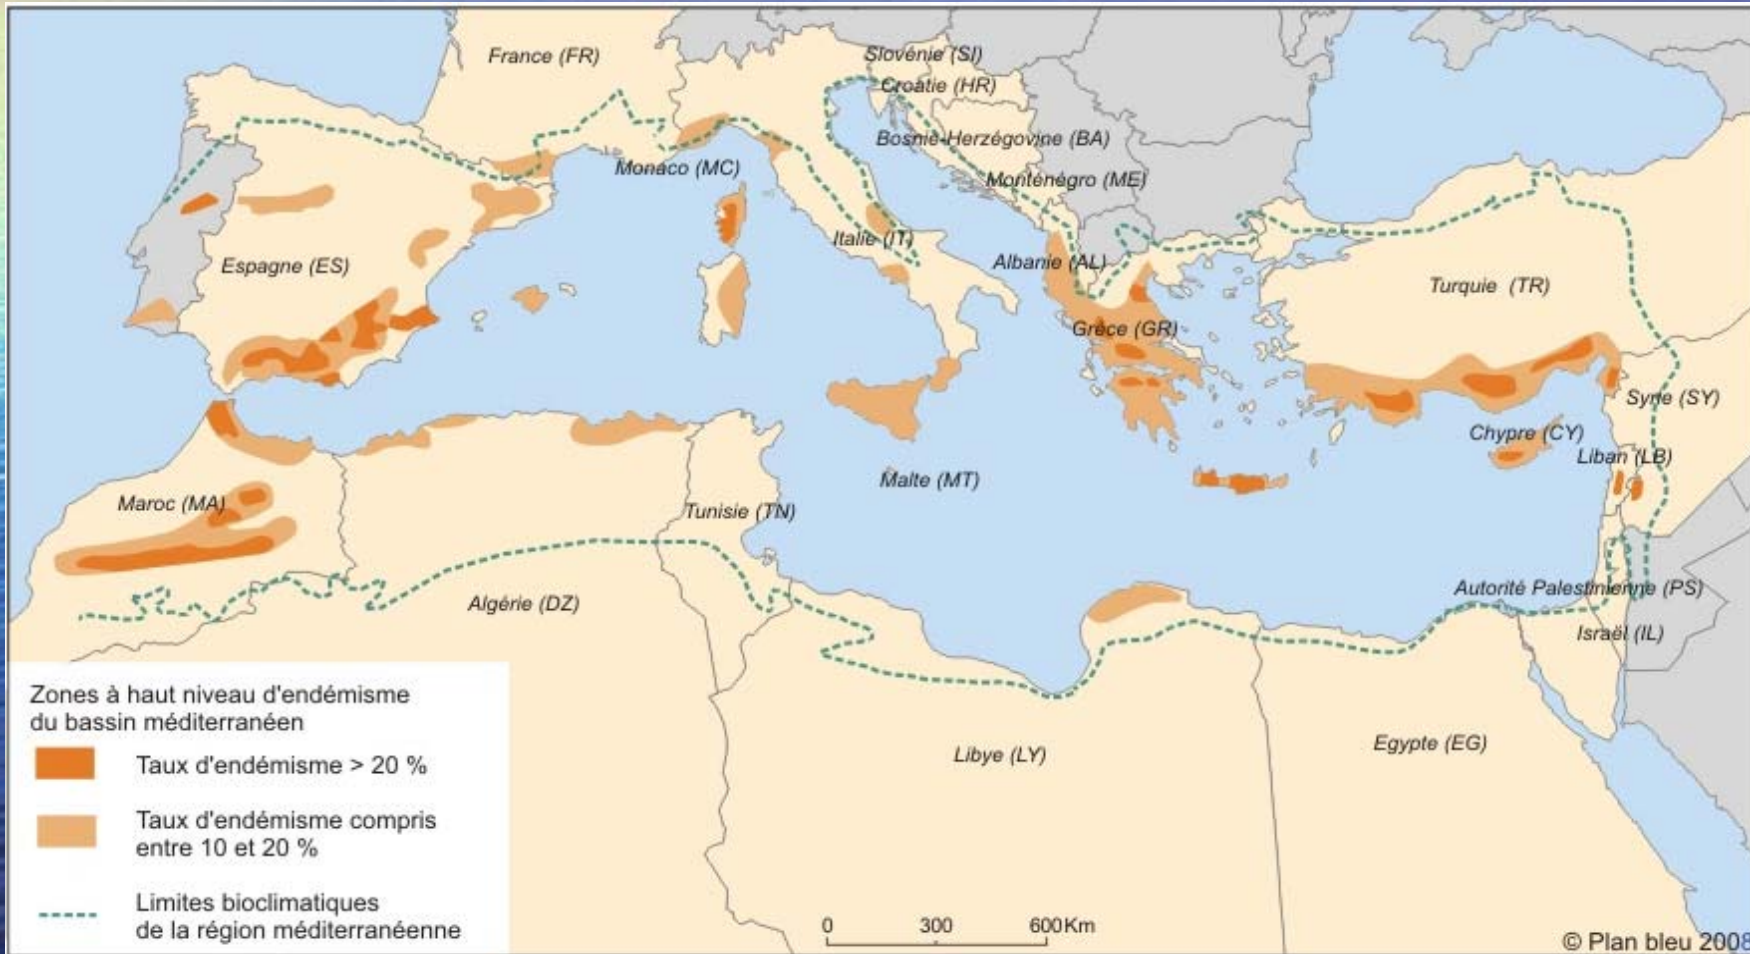 France (FR)
Slovénie (SI)
Croatie (HR)
Bosnie-Herzégovine (BA)
Monaco (MC)
Monténégro (ME)
Italie (IT)
Albanie (AL)
Espagne (ES)
Turquie (TR)
Grèce (GR)
Syrie (SY)
Chypre (CY)
Liban (LB)
Malte (MT)
Maroc (MA)
Tunisie (TN)
Autorité Palestinienne (PS)
Algérie (DZ)
Israël (IL)
Libye (LY)
Egypte (EG)
Zones à haut niveau d'endémisme
du bassin méditerranéen
Taux d'endémisme > 20 %
Taux d'endémisme compris
entre 10 et 20 %
Limites bioclimatiques
de la région méditerranéenne
0 300 600Km
© Plan bleu 2008